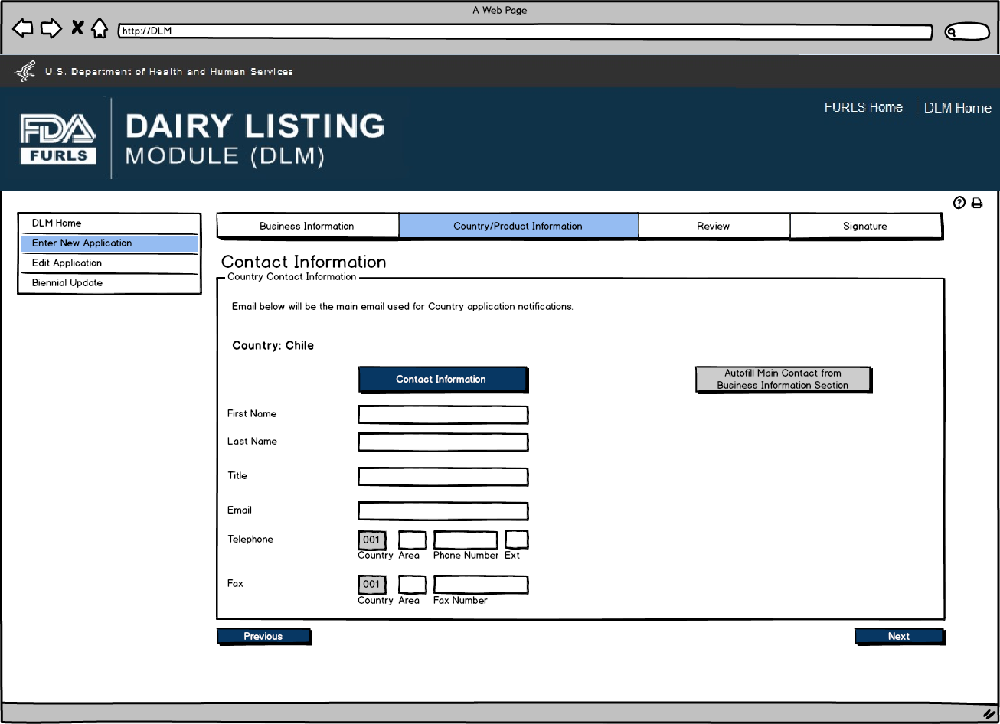 A Web Page
http://DLM
U.S. Department of Health and Human Services
FURLS Home
DLM Home
FDA
FURLS
DAIRY LISTING
MODULE (DLM)
DLM Home
Enter New Application
Edit Application
Biennial Update
Business Information
Country/Product Information
Review
Signature
Contact Information
Country Contact Information
Email below will be the main email used for Country application notifications.
Country: Chile
Contact Information
Autofill Main Contact from
Business Information Section
First Name
Last Name
Title
Email
Telephone
001
Country Area Phone Number Ext
Fax
001
Country Area Fax Number
Previous
Next